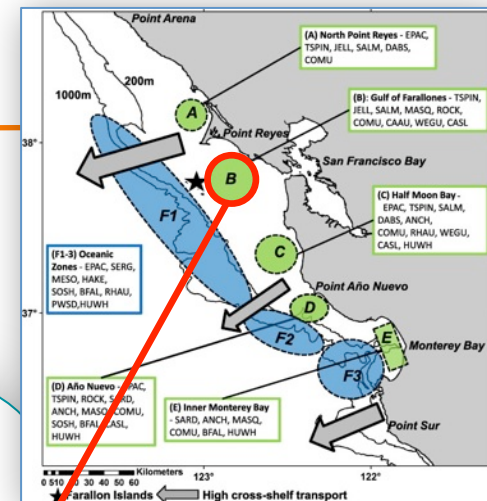 Point Arena
200m
1000m
(A) North Point Reyes - EPAC,
TSPIN, JELL, SALM, DABS,
COMU
A
Point Reyes
(B): Gulf of Farallones - TSPIN,
JELL, SALM, MASQ, ROCK,
COMU, CAAU, WEGU, CASL
38°
San Francisco Bay
B
F1
(C) Half Moon Bay -
EPAC, TSPIN, SALM,
DABS, ANCH,
COMU, RHAU, WEGU,
CASL, HUWH
C
(F1-3) Oceanic
Zones - EPAC, SERG,
MESO, HAKE,
SOSH, BFAL, RHAU,
PWSD,HUWH
Point Año Nuevo
D
37°
F2
E
Monterey Bay
F3
(D) Año Nuevo - EPAC,
TSPIN, ROCK, SARD,
ANCH, MASQ, COMU,
SOSH, BFAL, CASL,
HUWH
(E) Inner Monterey Bay
- SARD, ANCH, MASQ,
COMU, BFAL, HUWH
Point Sur
Kilometers
0 5 10 20 30 40 50 60
123°
122°
Farallon Islands
High cross-shelf transport